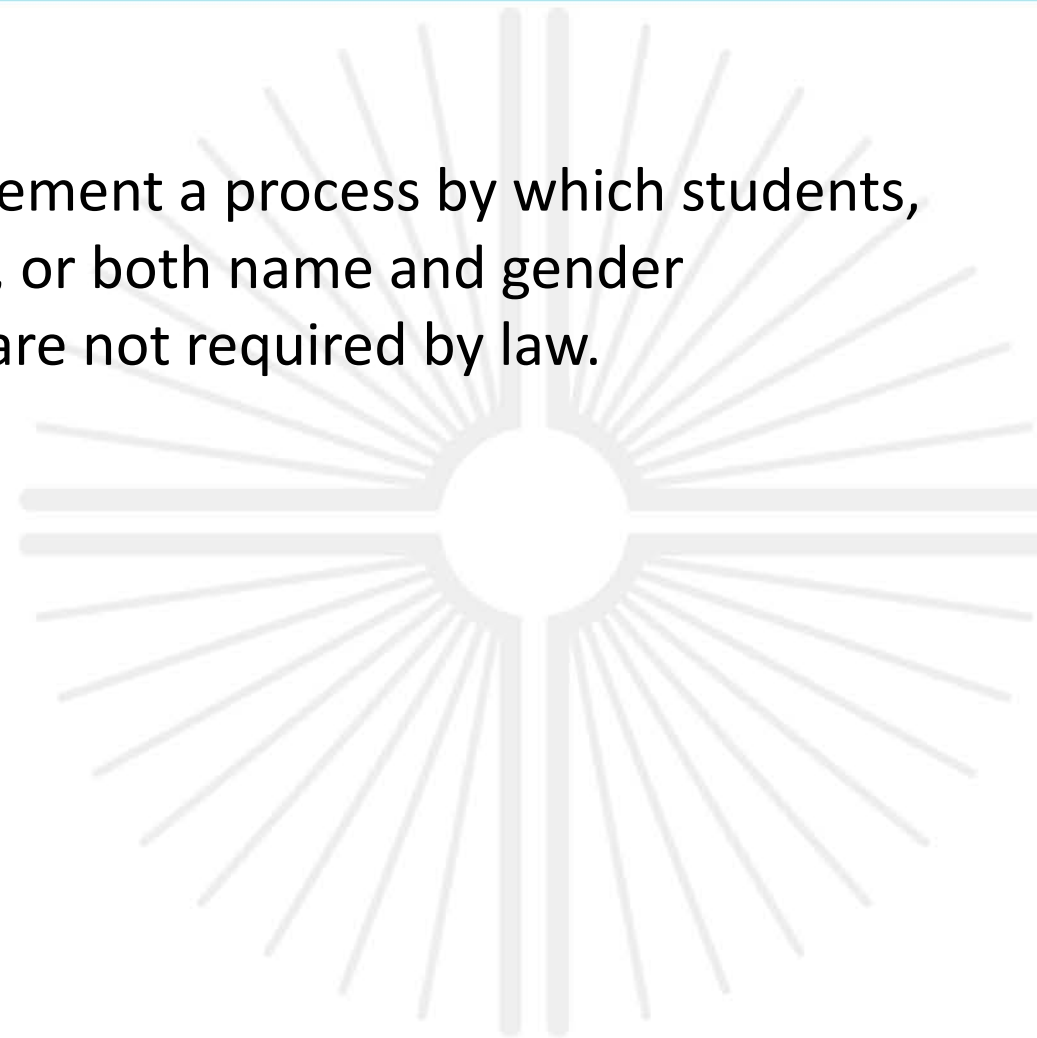 ement a process by which students,
, or both name and gender
are not required by law.